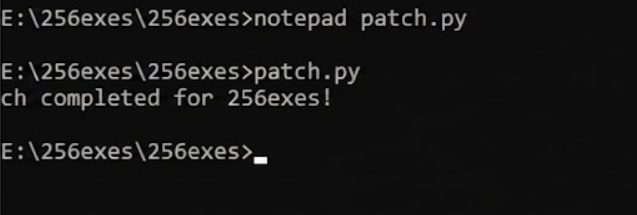 E:\256exes\256exes>notepad patch.py
E:\256exes\256exes>patch.py
ch completed for 256exes!
E:\256exes\256exes>